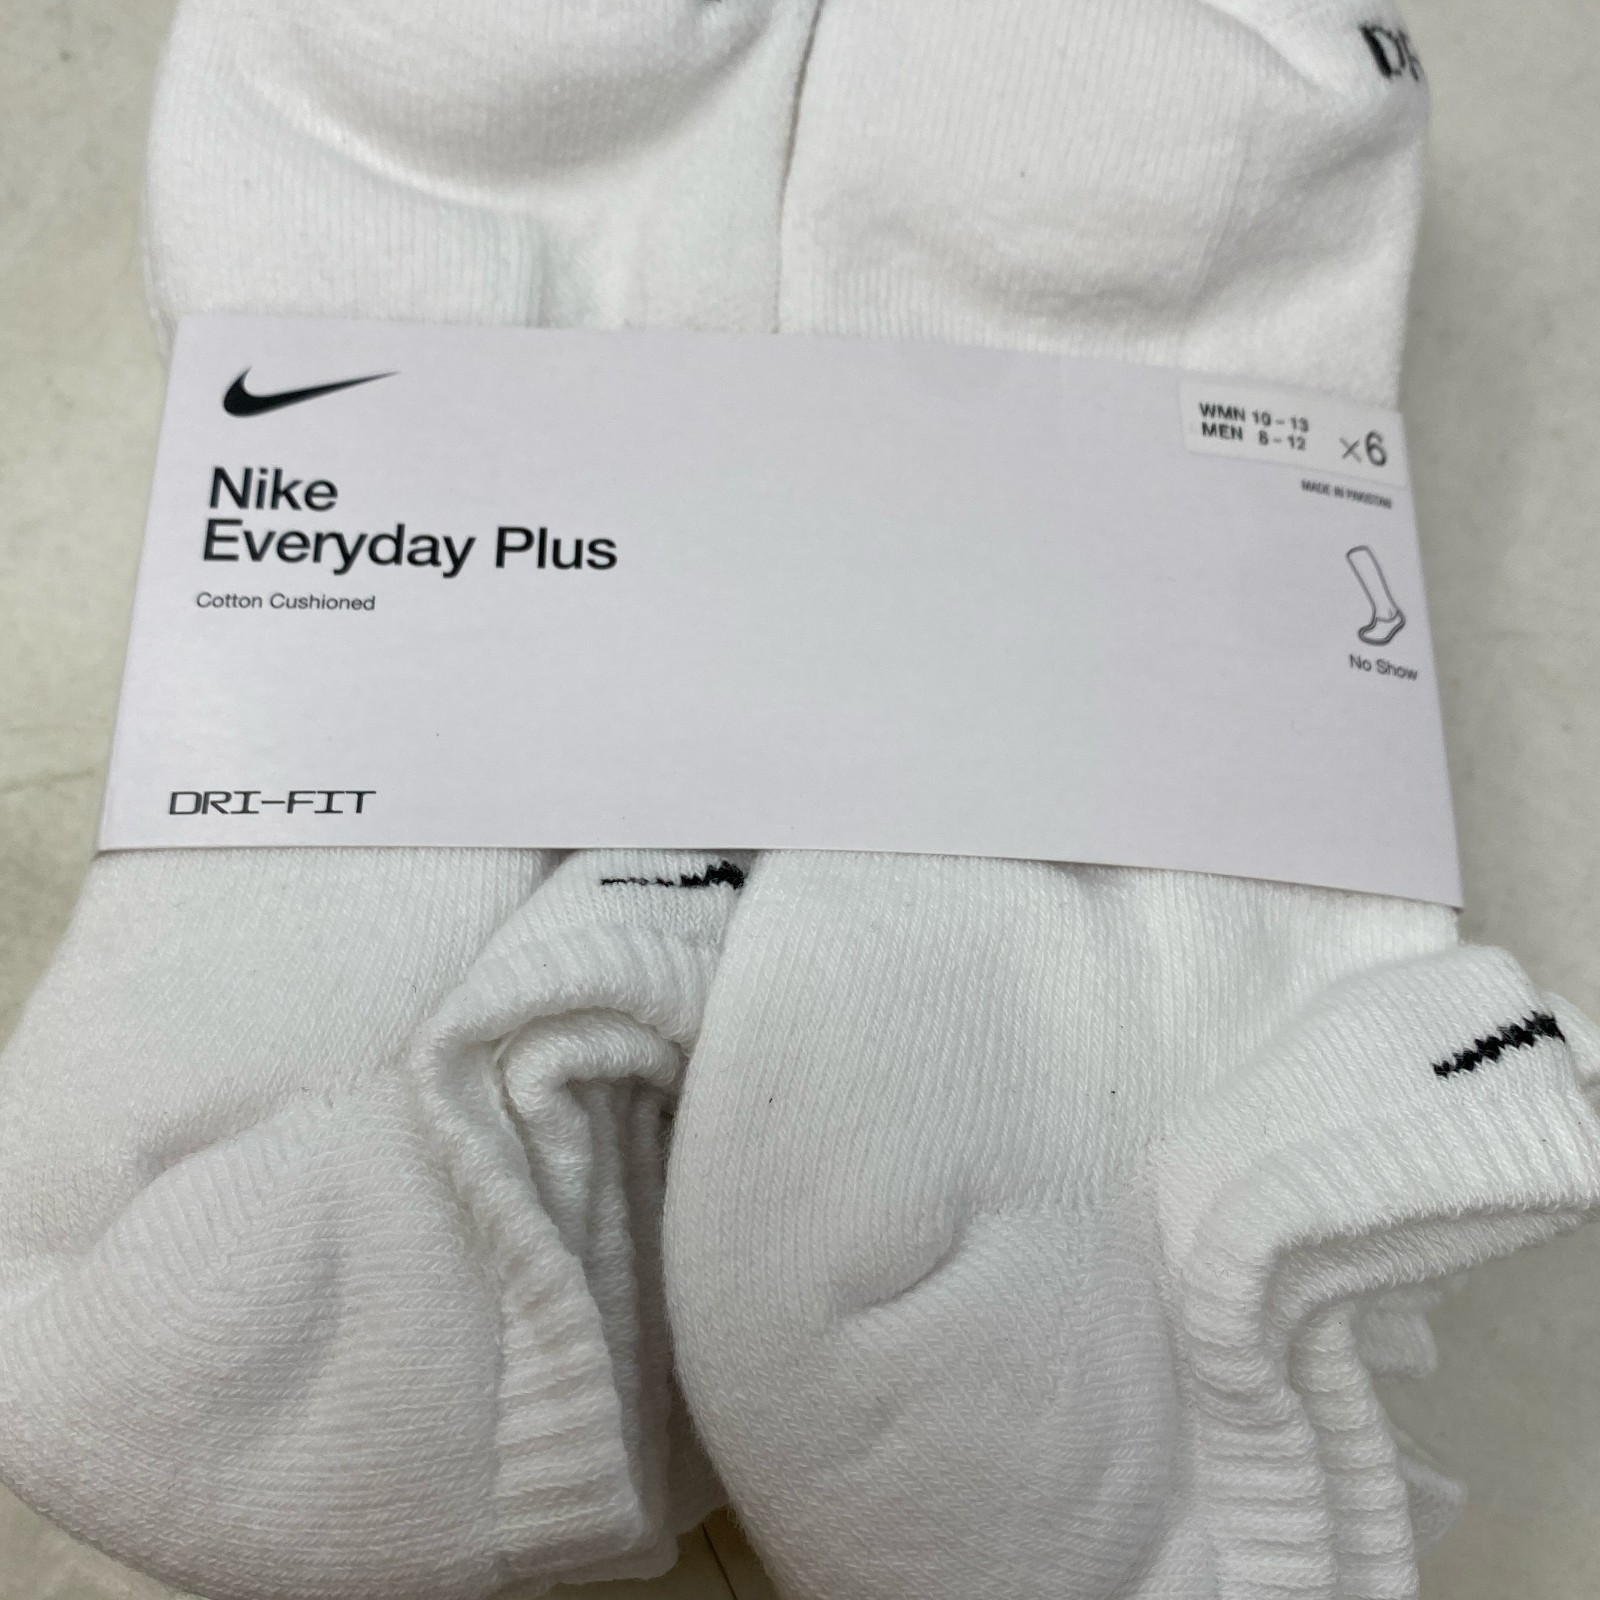 DR
WMN 10-13
MEN 8-12
×6
MADE IN PAKISTAN
Nike
Everyday Plus
Cotton Cushioned
No Show
DRI-FIT